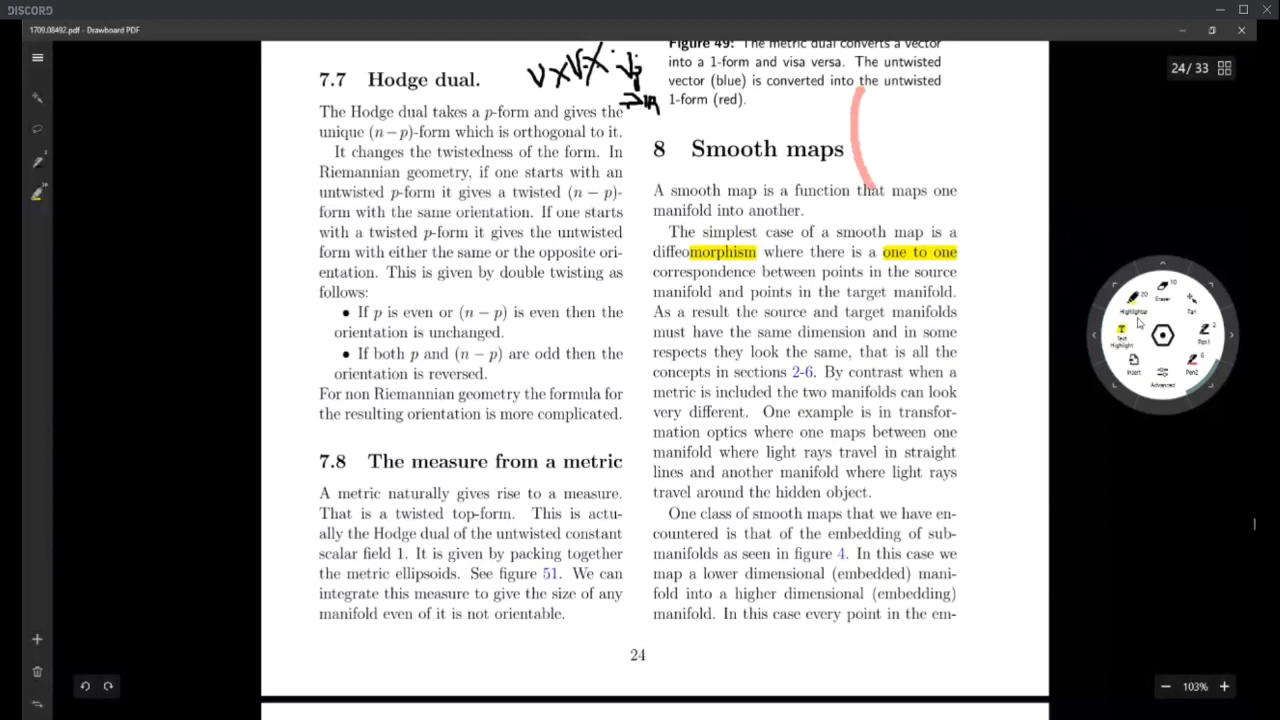 DISCORD
1709.08492.pdf - Drawboard PDF
24 / 33
7.7 Hodge dual.
The Hodge dual takes a p-form and gives the
unique (n − p)-form which is orthogonal to it.
It changes the twistedness of the form. In
Riemannian geometry, if one starts with an
untwisted p-form it gives a twisted (n − p)-
form with the same orientation. If one starts
with a twisted p-form it gives the untwisted
form with either the same or the opposite ori-
entation. This is given by double twisting as
follows:
• If p is even or (n − p) is even then the
orientation is unchanged.
• If both p and (n − p) are odd then the
orientation is reversed.
For non Riemannian geometry the formula for
the resulting orientation is more complicated.
7.8 The measure from a metric
A metric naturally gives rise to a measure.
That is a twisted top-form. This is actu-
ally the Hodge dual of the untwisted constant
scalar field 1. It is given by packing together
the metric ellipsoids. See figure 51. We can
integrate this measure to give the size of any
manifold even of it is not orientable.
Figure 49: The metric dual converts a vector
into a 1-form and visa versa. The untwisted
vector (blue) is converted into the untwisted
1-form (red).
8 Smooth maps
A smooth map is a function that maps one
manifold into another.
The simplest case of a smooth map is a
diffeomorphism where there is a one to one
correspondence between points in the source
manifold and points in the target manifold.
As a result the source and target manifolds
must have the same dimension and in some
respects they look the same, that is all the
concepts in sections 2-6. By contrast when a
metric is included the two manifolds can look
very different. One example is in transfor-
mation optics where one maps between one
manifold where light rays travel in straight
lines and another manifold where light rays
travel around the hidden object.
One class of smooth maps that we have en-
countered is that of the embedding of sub-
manifolds as seen in figure 4. In this case we
map a lower dimensional (embedded) mani-
fold into a higher dimensional (embedding)
manifold. In this case every point in the em-
24
Highlighter
Eraser
Pan
Pen1
Pen2
Advanced
Insert
Text Highlight
103%